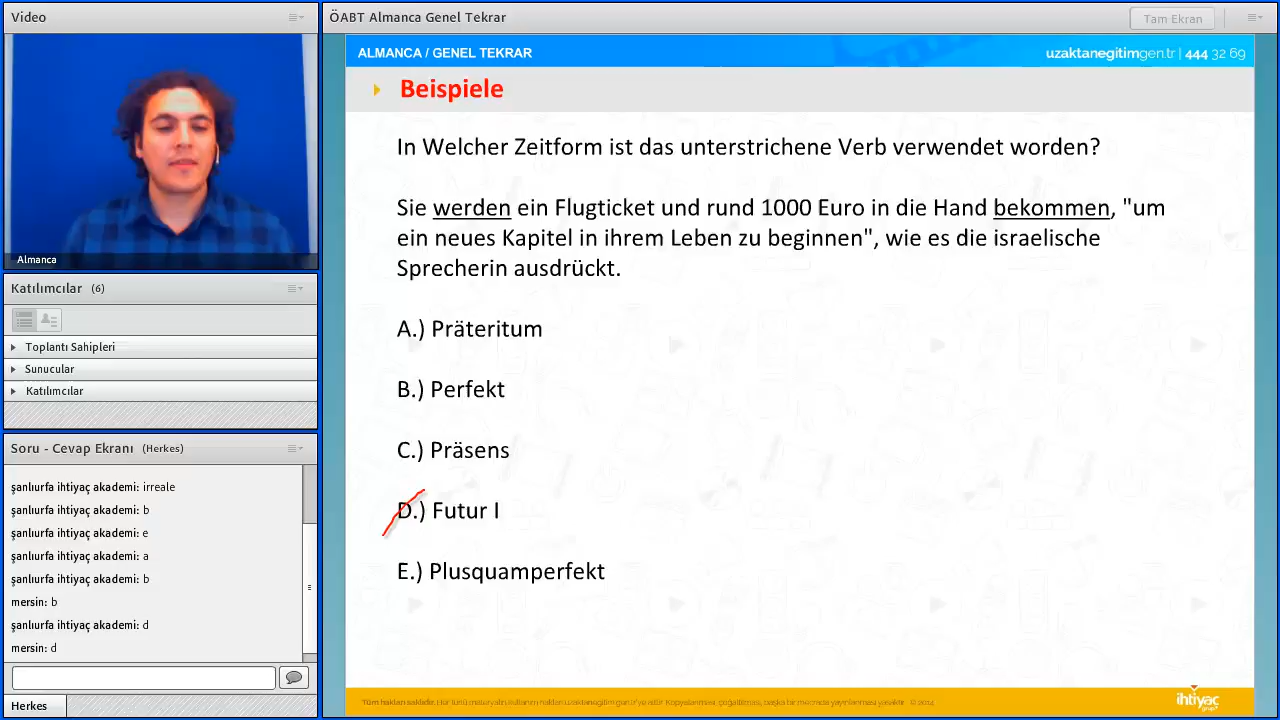 Video
ÖABT Almanca Genel Tekrar
Tam Ekran
ALMANCA / GENEL TEKRAR
uzaktanegitimgen.tr | 444 32 69
Beispiele
In Welcher Zeitform ist das unterstrichene Verb verwendet worden?
Sie werden ein Flugticket und rund 1000 Euro in die Hand bekommen, "um
ein neues Kapitel in ihrem Leben zu beginnen", wie es die israelische
Sprecherin ausdrückt.
A.) Präteritum
B.) Perfekt
C.) Präsens
D.) Futur I
E.) Plusquamperfekt
Almanca
Katılımcılar (6)
Toplantı Sahipleri
Sunucular
Katılımcılar
Soru - Cevap Ekranı (Herkes)
şanlıurfa ihtiyaç akademi: irreale
şanlıurfa ihtiyaç akademi: b
şanlıurfa ihtiyaç akademi: e
şanlıurfa ihtiyaç akademi: a
şanlıurfa ihtiyaç akademi: b
mersin: b
şanlıurfa ihtiyaç akademi: d
mersin: d
Herkes
Tüm hakları saklıdır. © 2014
ihtiyaç